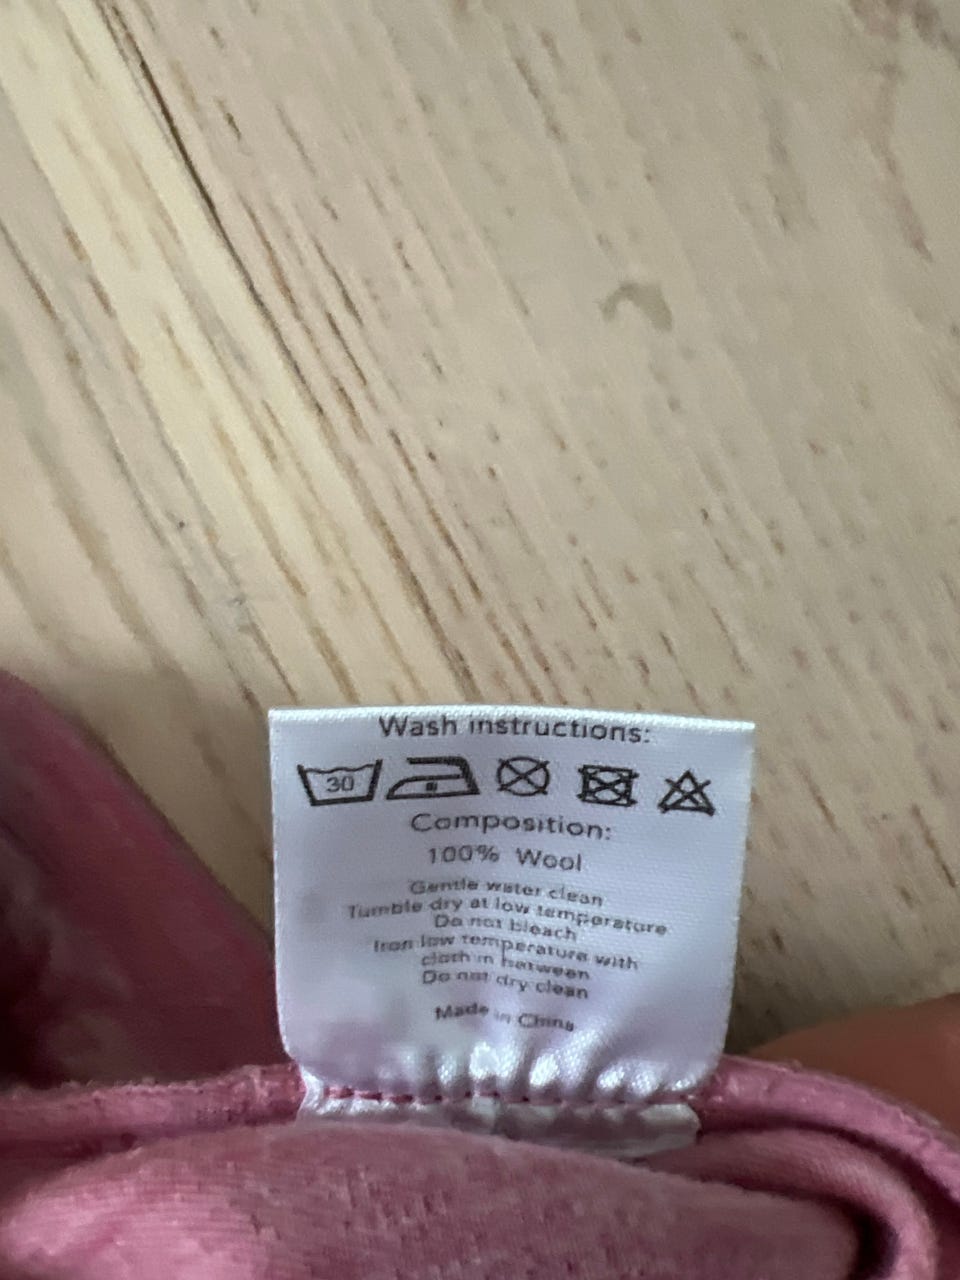 Wash instructions:
30
Composition:
100% Wool
Gentle water clean
Tumble dry at low temperature
Do not bleach
Iron low temperature with
cloth in between
Do not dry clean
Made in China